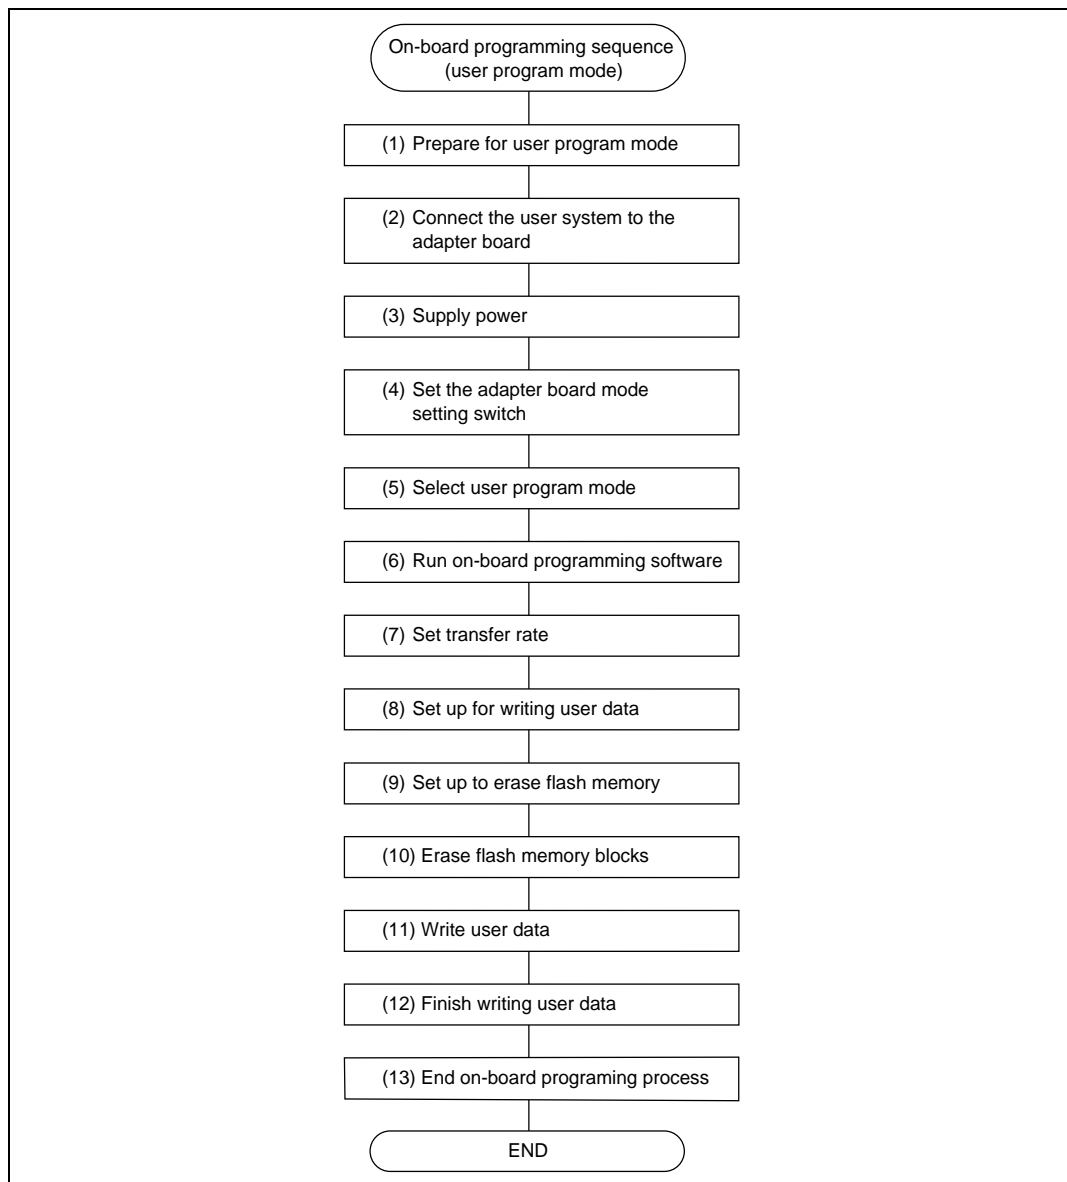 On-board programming sequence
(user program mode)
(1) Prepare for user program mode
(2) Connect the user system to the
adapter board
(3) Supply power
(4) Set the adapter board mode
setting switch
(5) Select user program mode
(6) Run on-board programming software
(7) Set transfer rate
(8) Set up for writing user data
(9) Set up to erase flash memory
(10) Erase flash memory blocks
(11) Write user data
(12) Finish writing user data
(13) End on-board programing process
END